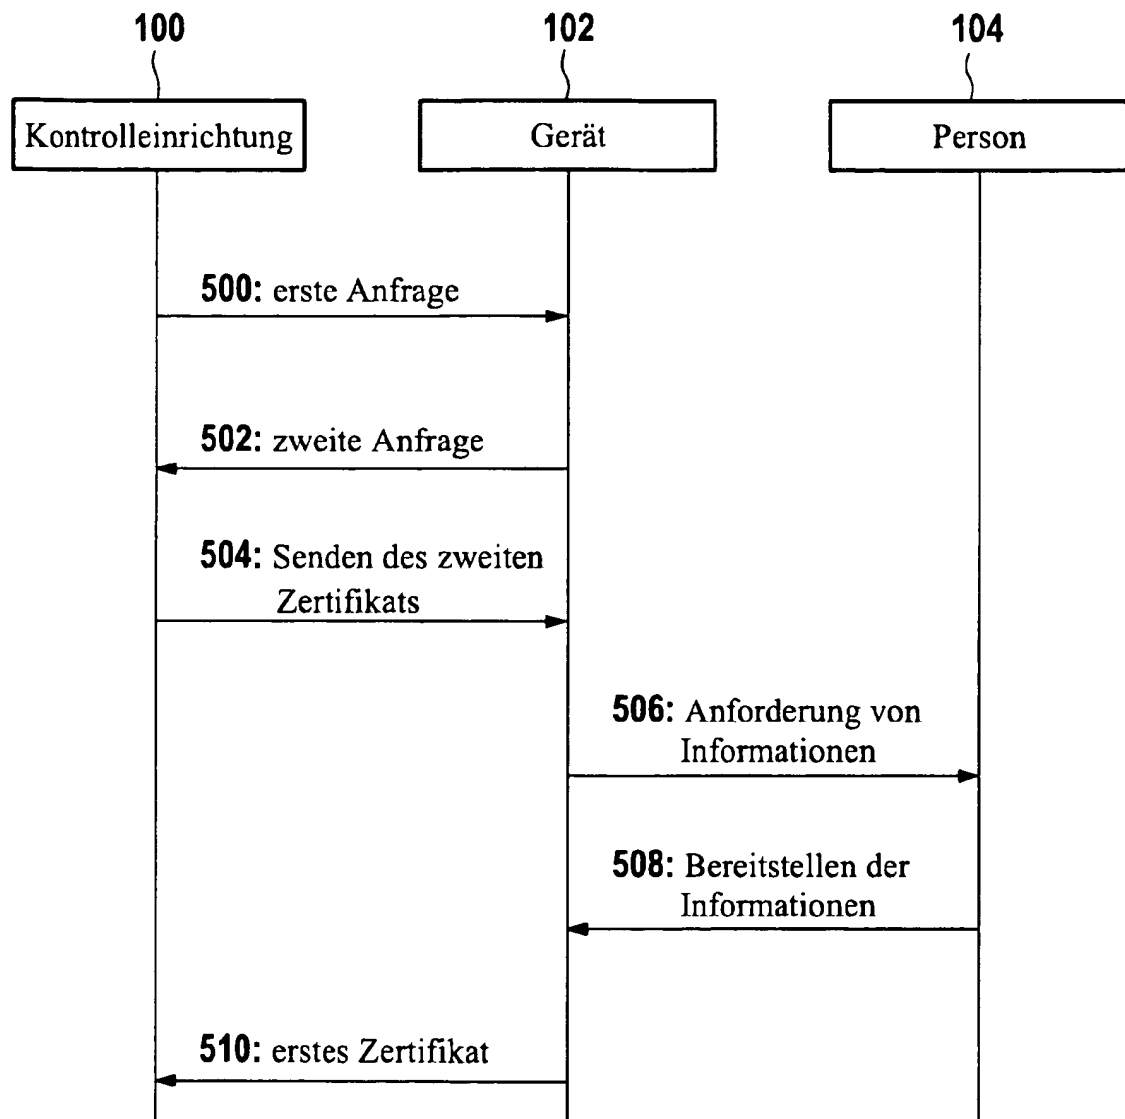 100 102 104
Kontrolleinrichtung Gerät Person
500: erste Anfrage
502: zweite Anfrage
504: Senden des zweiten
Zertifikats
506: Anforderung von
Informationen
508: Bereitstellen der
Informationen
510: erstes Zertifikat